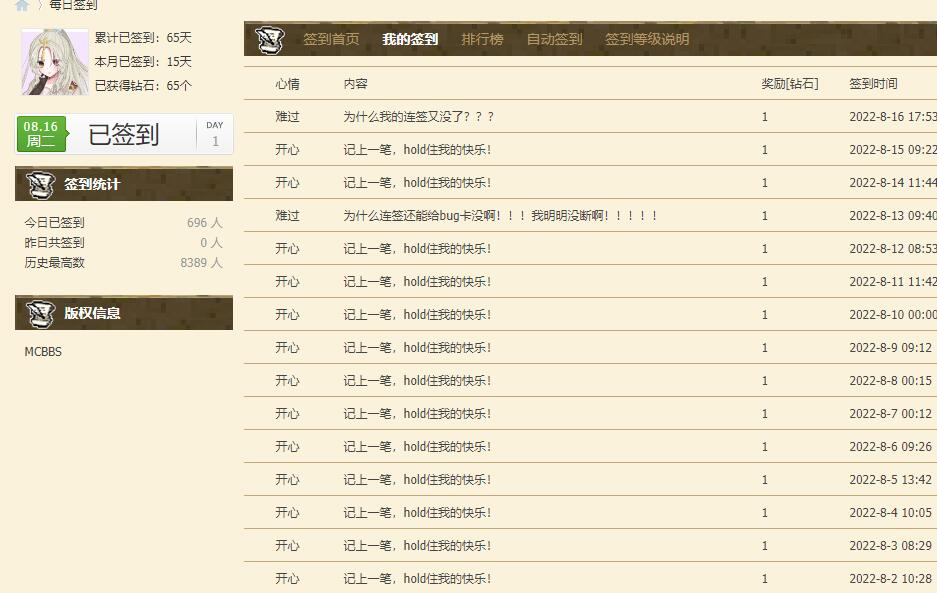 〉每日签到
累计已签到：65天
本月已签到：15天
已获得钻石：65个
08.16
周二
已签到
DAY
1
签到统计
今日已签到 696 人
昨日共签到 0 人
历史最高数 8389 人
版权信息
MCBBS
签到首页 我的签到 排行榜 自动签到 签到等级说明
心情 内容 奖励[钻石] 签到时间
难过 为什么我的连签又没了？？？ 1 2022-8-16 17:53
开心 记上一笔，hold住我的快乐！ 1 2022-8-15 09:22
开心 记上一笔，hold住我的快乐！ 1 2022-8-14 11:44
难过 为什么连签还能给bug卡没啊！！！我明明没断啊！！！！！ 1 2022-8-13 09:40
开心 记上一笔，hold住我的快乐！ 1 2022-8-12 08:53
开心 记上一笔，hold住我的快乐！ 1 2022-8-11 11:42
开心 记上一笔，hold住我的快乐！ 1 2022-8-10 00:00
开心 记上一笔，hold住我的快乐！ 1 2022-8-9 09:12
开心 记上一笔，hold住我的快乐！ 1 2022-8-8 00:15
开心 记上一笔，hold住我的快乐！ 1 2022-8-7 00:12
开心 记上一笔，hold住我的快乐！ 1 2022-8-6 09:26
开心 记上一笔，hold住我的快乐！ 1 2022-8-5 13:42
开心 记上一笔，hold住我的快乐！ 1 2022-8-4 10:05
开心 记上一笔，hold住我的快乐！ 1 2022-8-3 08:29
开心 记上一笔，hold住我的快乐！ 1 2022-8-2 10:28